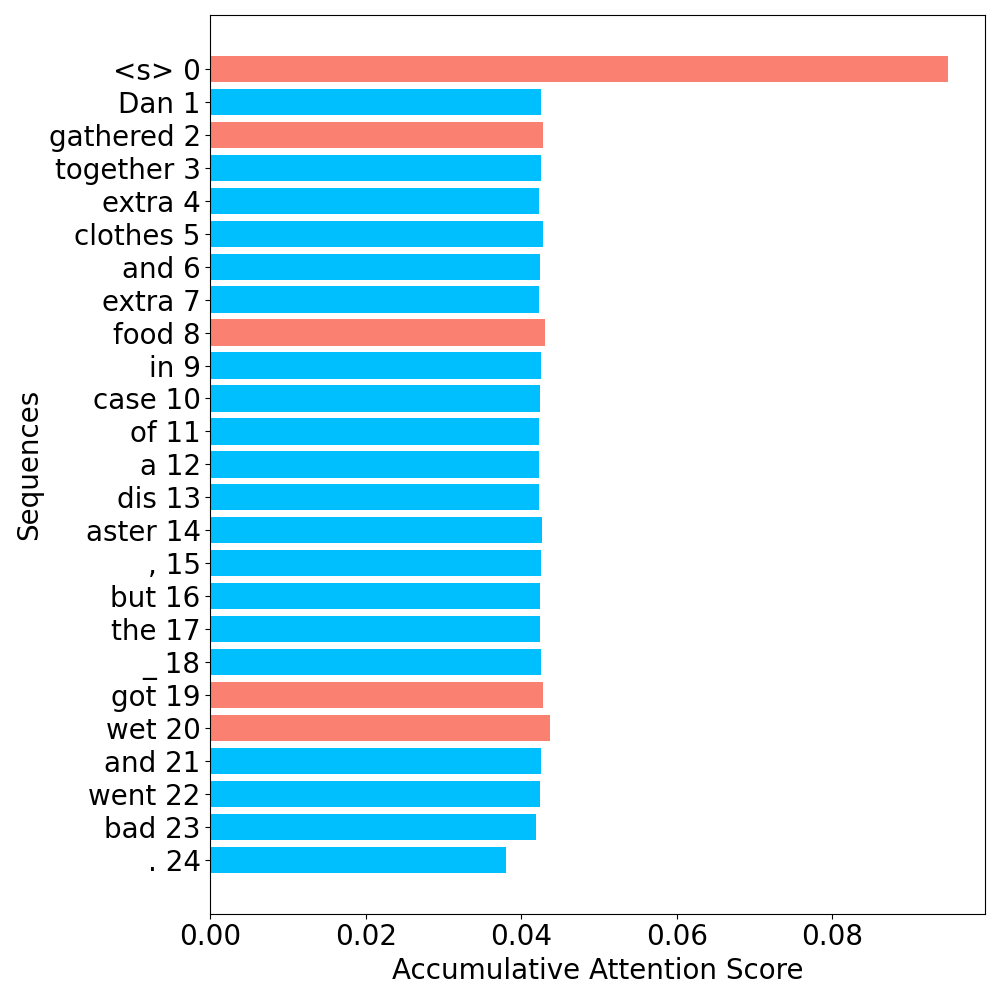 <s> 0
Dan 1
gathered 2
together 3
extra 4
clothes 5
and 6
extra 7
food 8
in 9
case 10
of 11
a 12
dis 13
aster 14
, 15
but 16
the 17
_ 18
got 19
wet 20
and 21
went 22
bad 23
. 24
Sequences
0.00 0.02 0.04 0.06 0.08
Accumulative Attention Score